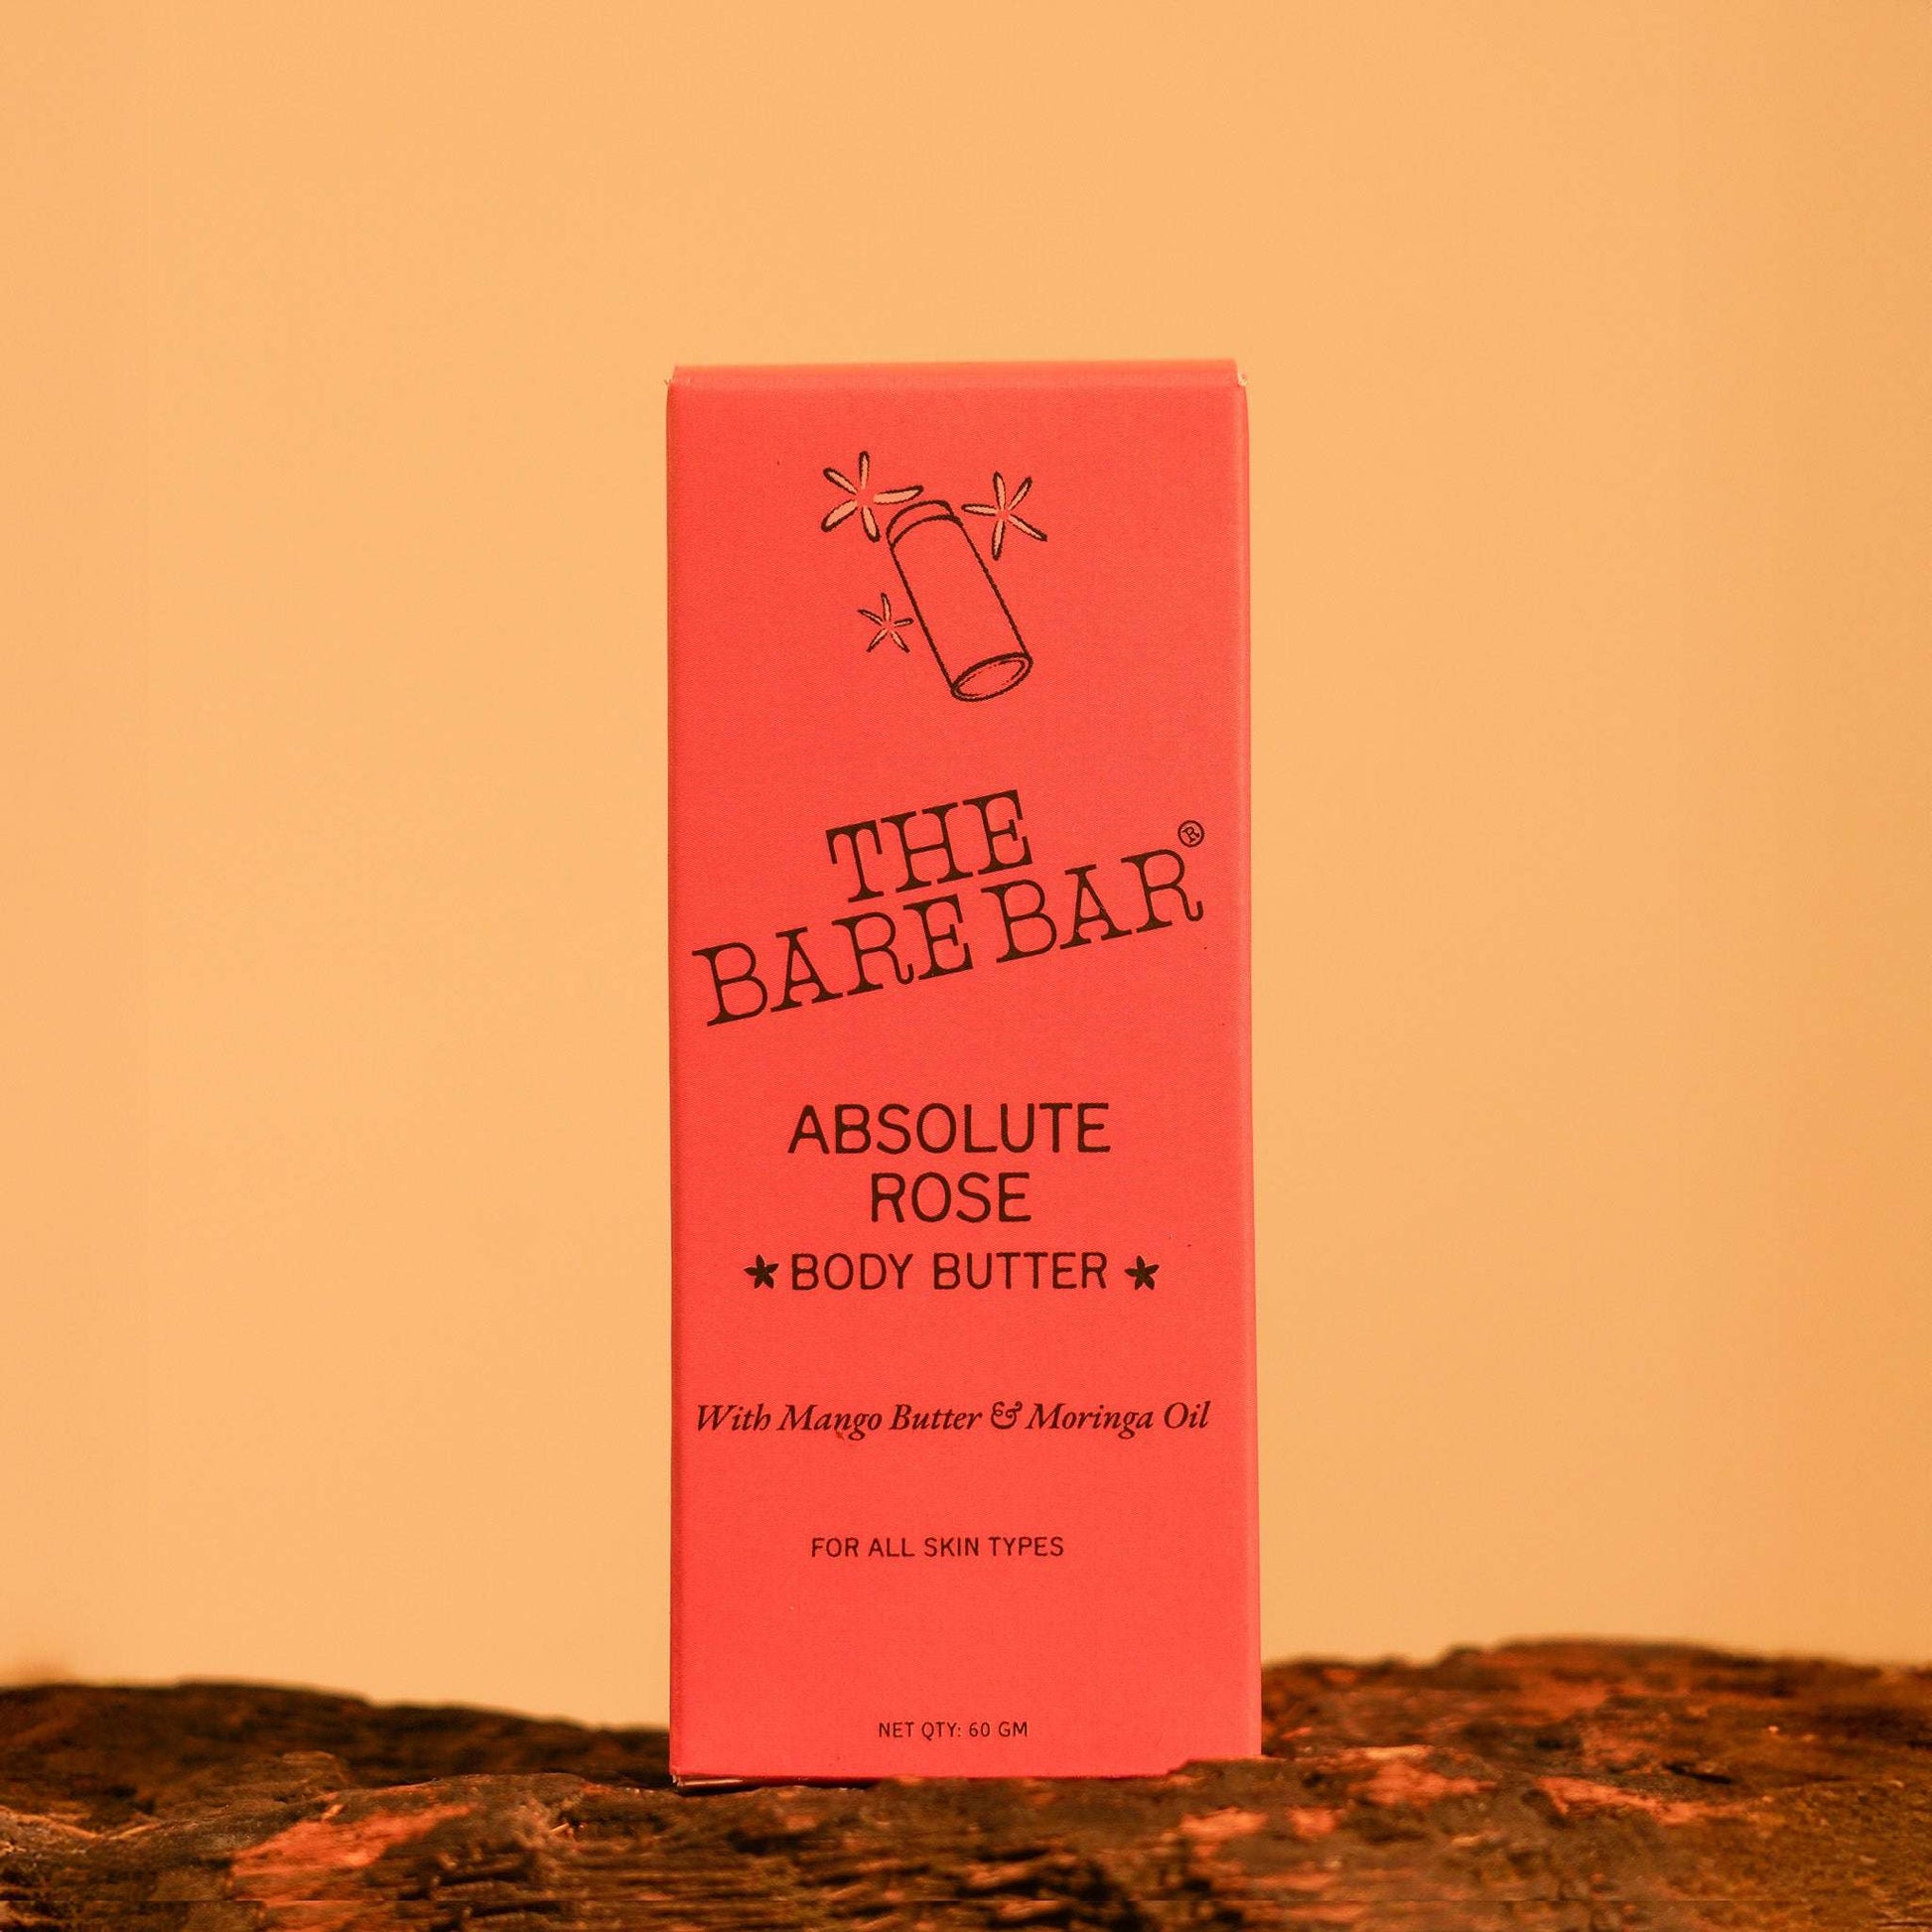 THE
BARE BAR®
ABSOLUTE
ROSE
BODY BUTTER
With Mango Butter & Moringa Oil
FOR ALL SKIN TYPES
NET QTY: 60 GM